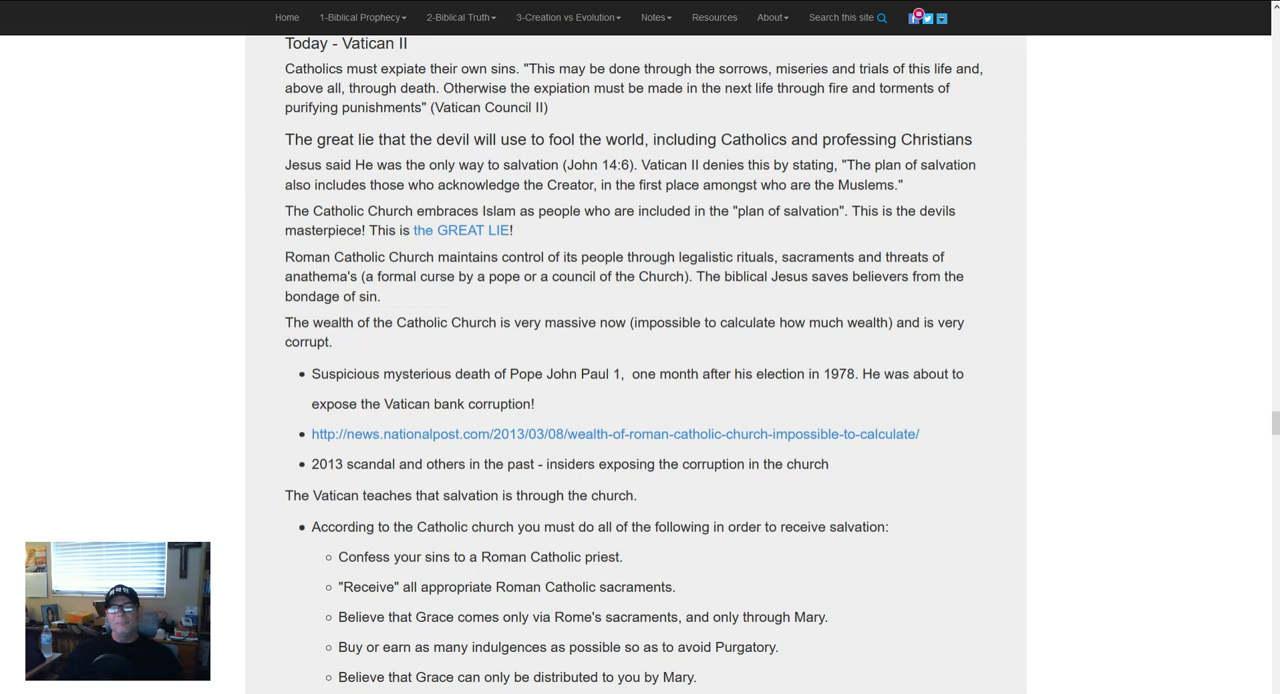 Home 1-Biblical Prophecy 2-Biblical Truth 3-Creation vs Evolution Notes Resources About Search this site
Today - Vatican II
Catholics must expiate their own sins. "This may be done through the sorrows, miseries and trials of this life and,
above all, through death. Otherwise the expiation must be made in the next life through fire and torments of
purifying punishments" (Vatican Council II)
The great lie that the devil will use to fool the world, including Catholics and professing Christians
Jesus said He was the only way to salvation (John 14:6). Vatican II denies this by stating, "The plan of salvation
also includes those who acknowledge the Creator, in the first place amongst who are the Muslems."
The Catholic Church embraces Islam as people who are included in the "plan of salvation". This is the devils
masterpiece! This is the GREAT LIE!
Roman Catholic Church maintains control of its people through legalistic rituals, sacraments and threats of
anathema's (a formal curse by a pope or a council of the Church). The biblical Jesus saves believers from the
bondage of sin.
The wealth of the Catholic Church is very massive now (impossible to calculate how much wealth) and is very
corrupt.
Suspicious mysterious death of Pope John Paul 1, one month after his election in 1978. He was about to
expose the Vatican bank corruption!
http://news.nationalpost.com/2013/03/08/wealth-of-roman-catholic-church-impossible-to-calculate/
2013 scandal and others in the past - insiders exposing the corruption in the church
The Vatican teaches that salvation is through the church.
According to the Catholic church you must do all of the following in order to receive salvation:
Confess your sins to a Roman Catholic priest.
"Receive" all appropriate Roman Catholic sacraments.
Believe that Grace comes only via Rome's sacraments, and only through Mary.
Buy or earn as many indulgences as possible so as to avoid Purgatory.
Believe that Grace can only be distributed to you by Mary.